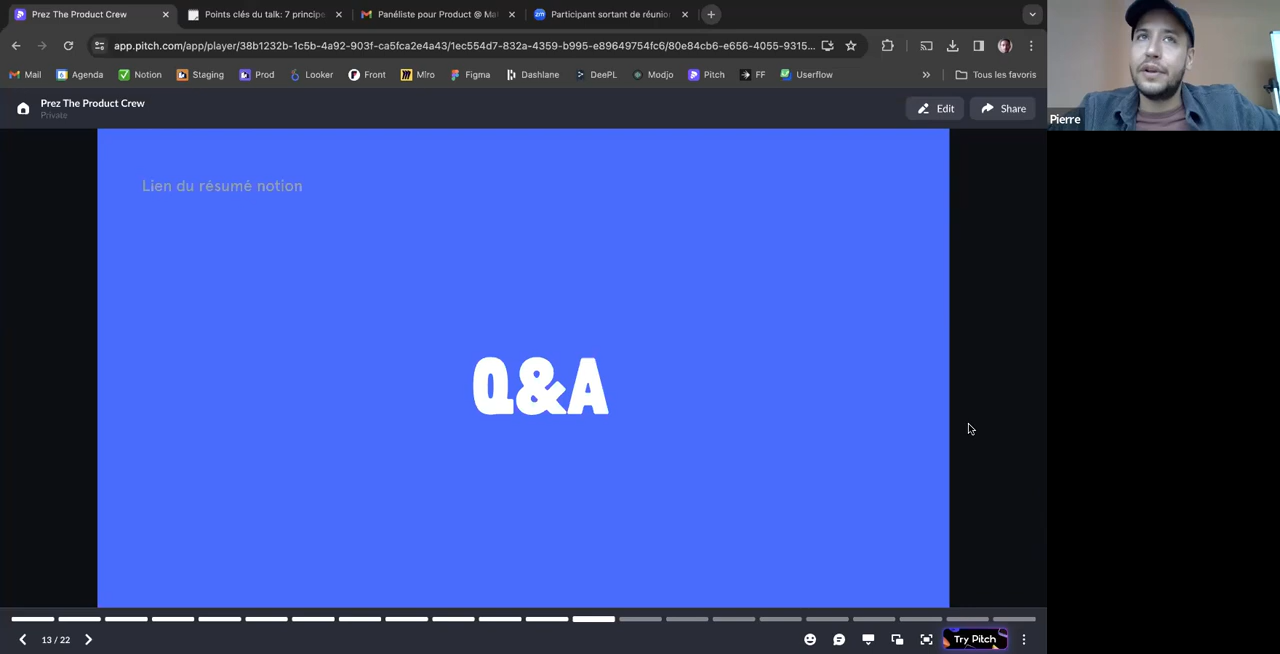 Prez The Product Crew
Points clés du talk: 7 principe
Panéliste pour Product @ Ma
Participant sortant de réunio
app.pitch.com/app/player/38b1232b-1c5b-4a92-903f-ca5fca2e4a43/1ec554d7-832a-4359-b995-e89649754fc6/80e84cb6-e656-4055-9315...
Mail
Agenda
Notion
Staging
Prod
Looker
Front
Miro
Figma
Dashlane
DeePL
Modjo
Pitch
FF
Userflow
Tous les favoris
Prez The Product Crew
Private
Edit
Share
Pierre
Lien du résumé notion
Q&A
13 / 22
Try Pitch